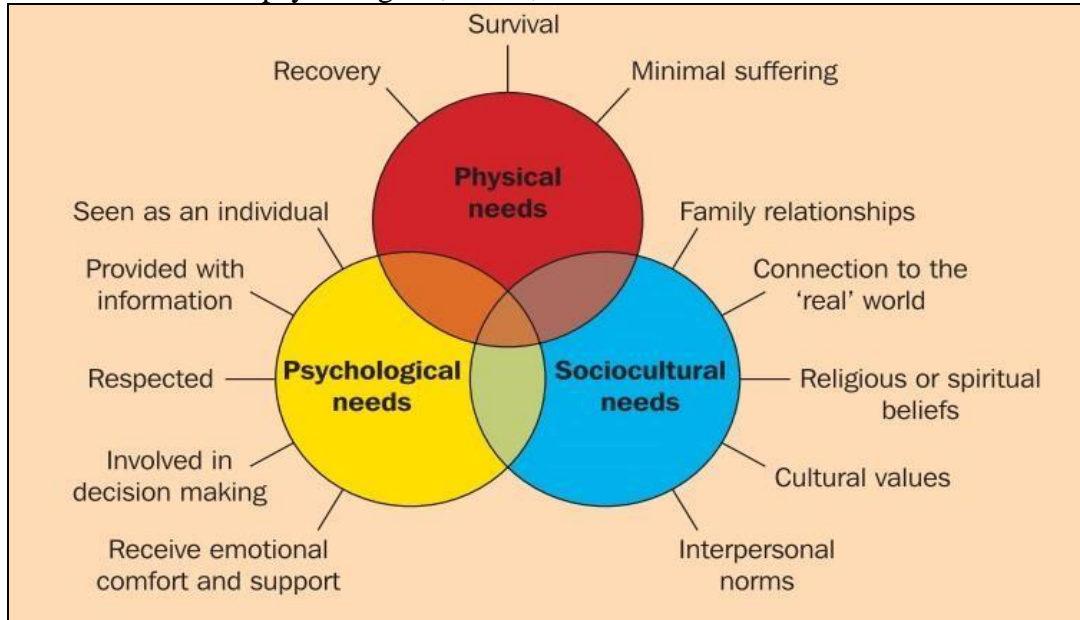 Survival
Recovery
Minimal suffering
Physical
needs
Seen as an individual
Family relationships
Provided with
information
Connection to the
‘real’ world
Respected
Psychological
needs
Sociocultural
needs
Religious or spiritual
beliefs
Involved in
decision making
Cultural values
Receive emotional
comfort and support
Interpersonal
norms